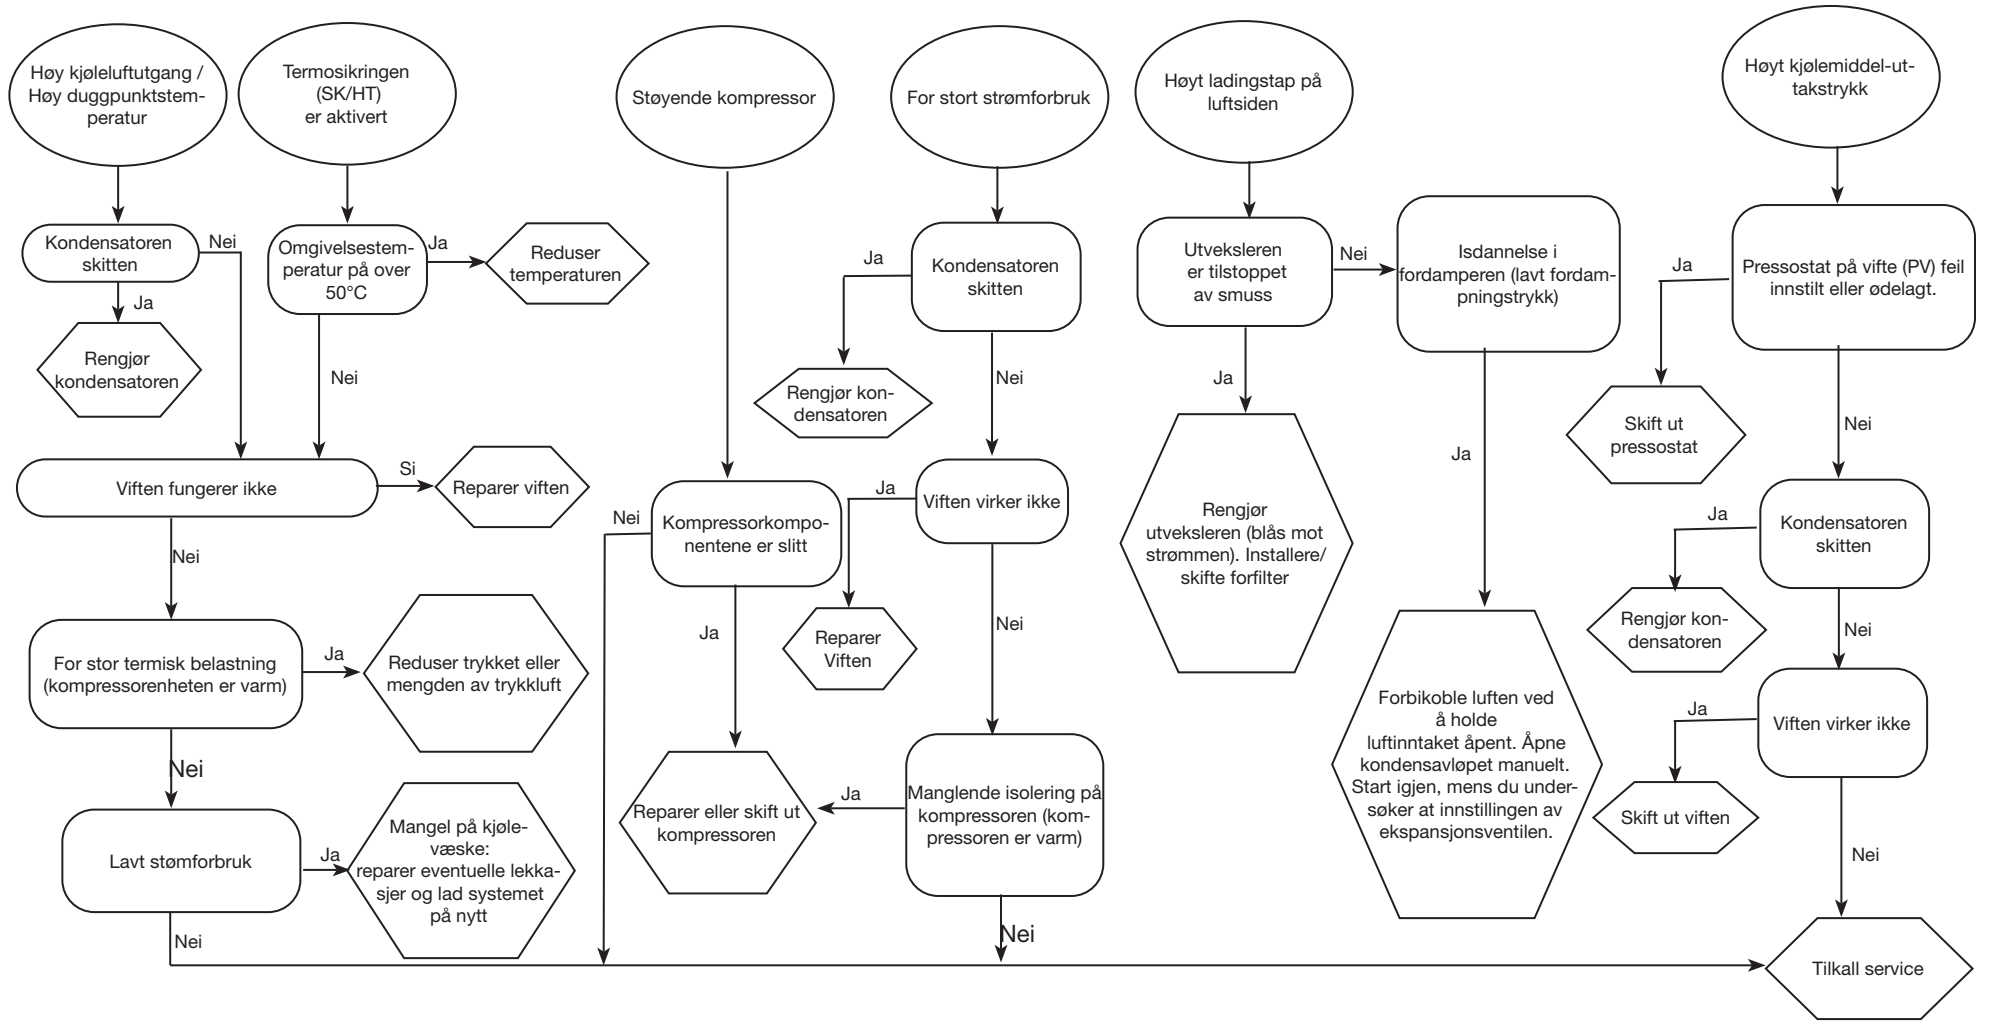 Høy kjøleluftutgang /
Høy duggpunktstem-
peratur
Kondensatoren
skitten
Nei
Ja
Rengjør
kondensatoren
Termosikringen
(SK/HT)
er aktivert
Omgivelsestem-
peratur på over
50°C
Ja
Reduser
temperaturen
Nei
Viften fungerer ikke
Si
Reparer viften
Nei
For stor termisk belastning
(kompressorenheten er varm)
Ja
Reduser trykket eller
mengden av trykkluft
Nei
Lavt stømforbruk
Ja
Mangel på kjøle-
væske:
reparer eventuelle lekka-
sjer og lad systemet
på nytt
Nei
Støyende kompressor
Kompressorkompo-
nentene er slitt
Nei
Ja
Reparer eller skift ut
kompressoren
For stort strømforbruk
Kondensatoren
skitten
Ja
Rengjør kon-
densatoren
Nei
Viften virker ikke
Ja
Reparer
Viften
Nei
Manglende isolering på
kompressoren (kom-
pressoren er varm)
Ja
Nei
Høyt ladingstap på
luftsiden
Utveksleren
er tilstoppet
av smuss
Nei
Ja
Rengjør
utveksleren (blås mot
strømmen). Installere/
skifte forfilter
Isdannelse i
fordamperen (lavt fordam-
pningstrykk)
Ja
Forbikoble luften ved
å holde
luftinntaket åpent. Åpne
kondensavløpet manuelt.
Start igjen, mens du under-
søker at innstillingen av
ekspansjonsventilen.
Høyt kjølemiddel-ut-
takstrykk
Pressostat på vifte (PV) feil
innstilt eller ødelagt.
Ja
Skift ut
pressostat
Nei
Kondensatoren
skitten
Ja
Rengjør kon-
densatoren
Nei
Viften virker ikke
Ja
Skift ut viften
Nei
Tilkall service